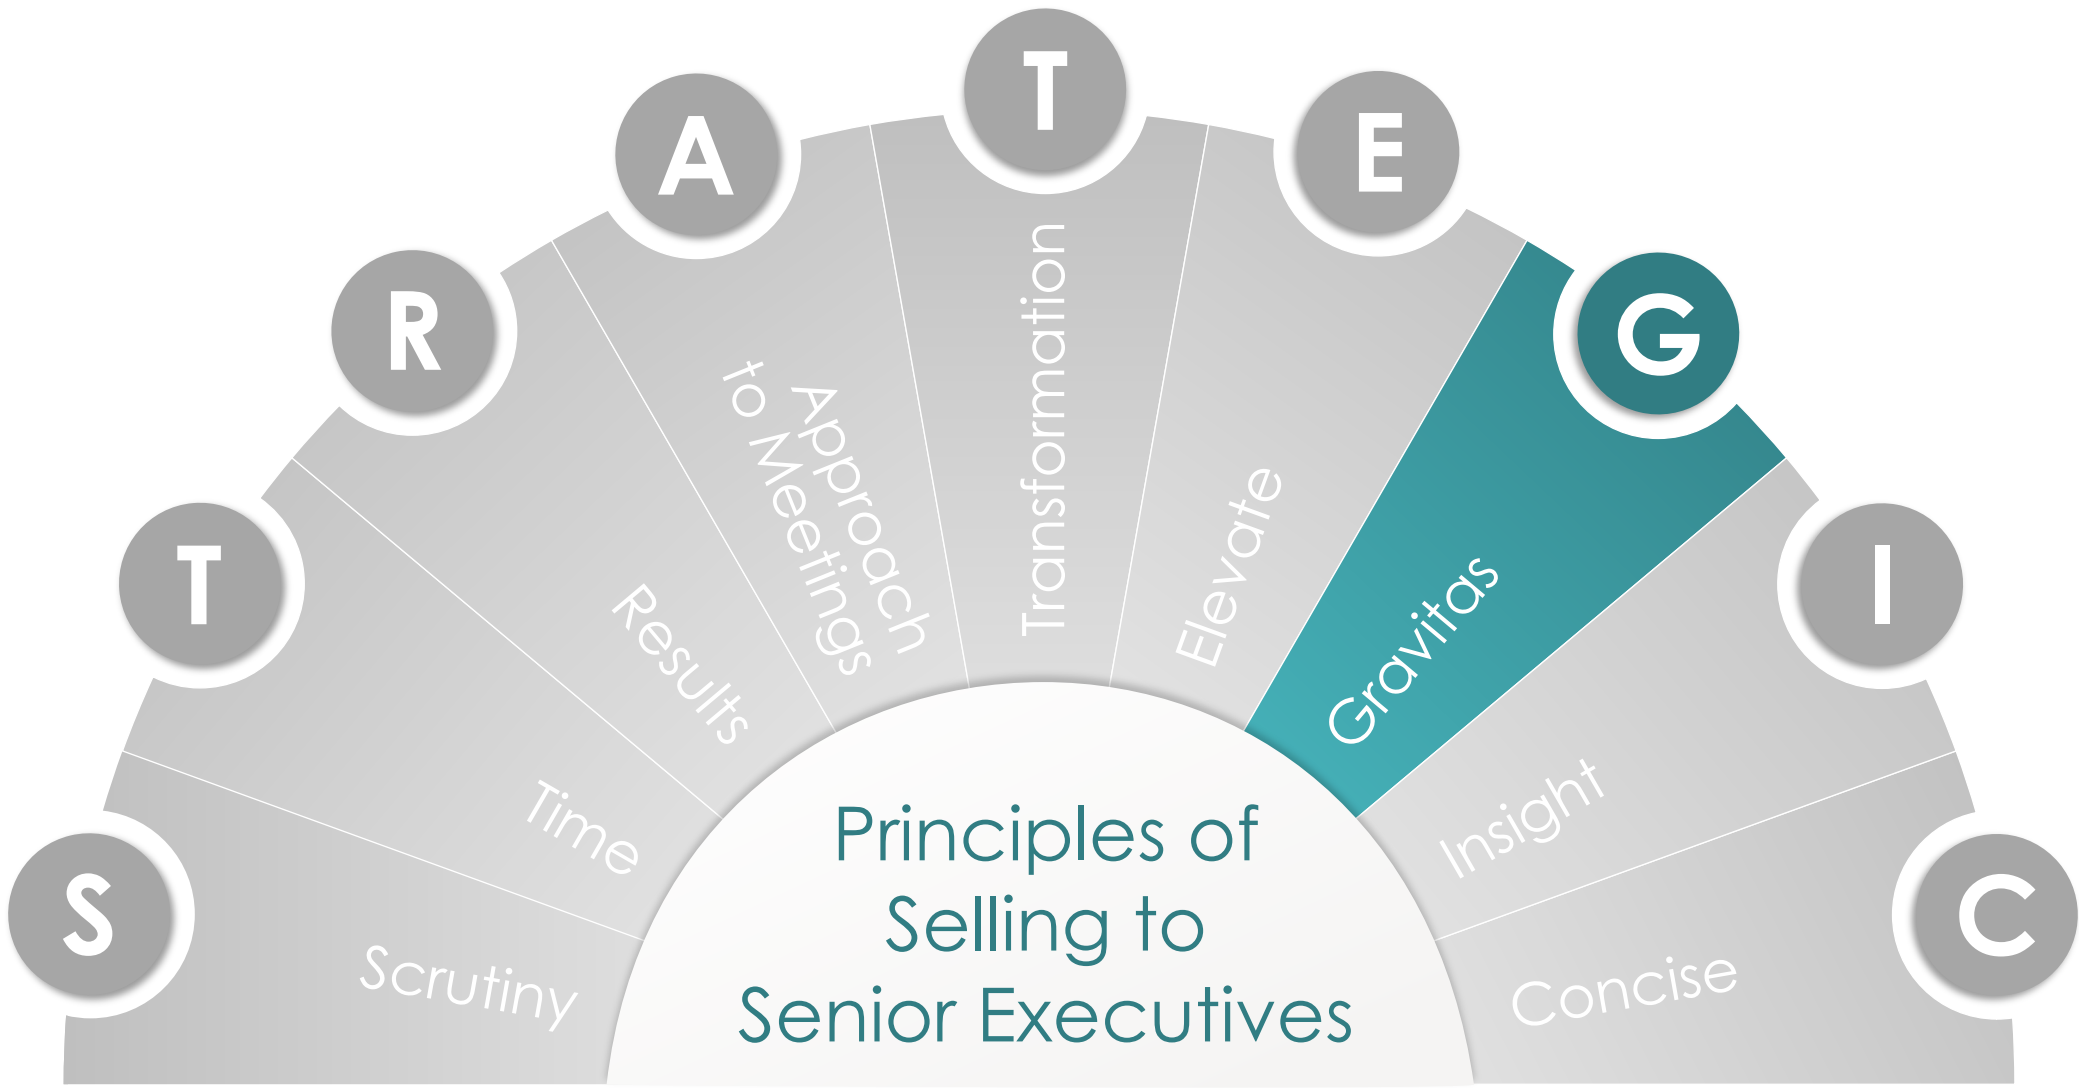 S
Scrutiny
T
Time
R
Results
A
Approach
to Meetings
T
Transformation
E
Elevate
G
Gravitas
I
Insight
C
Concise
Principles of
Selling to
Senior Executives